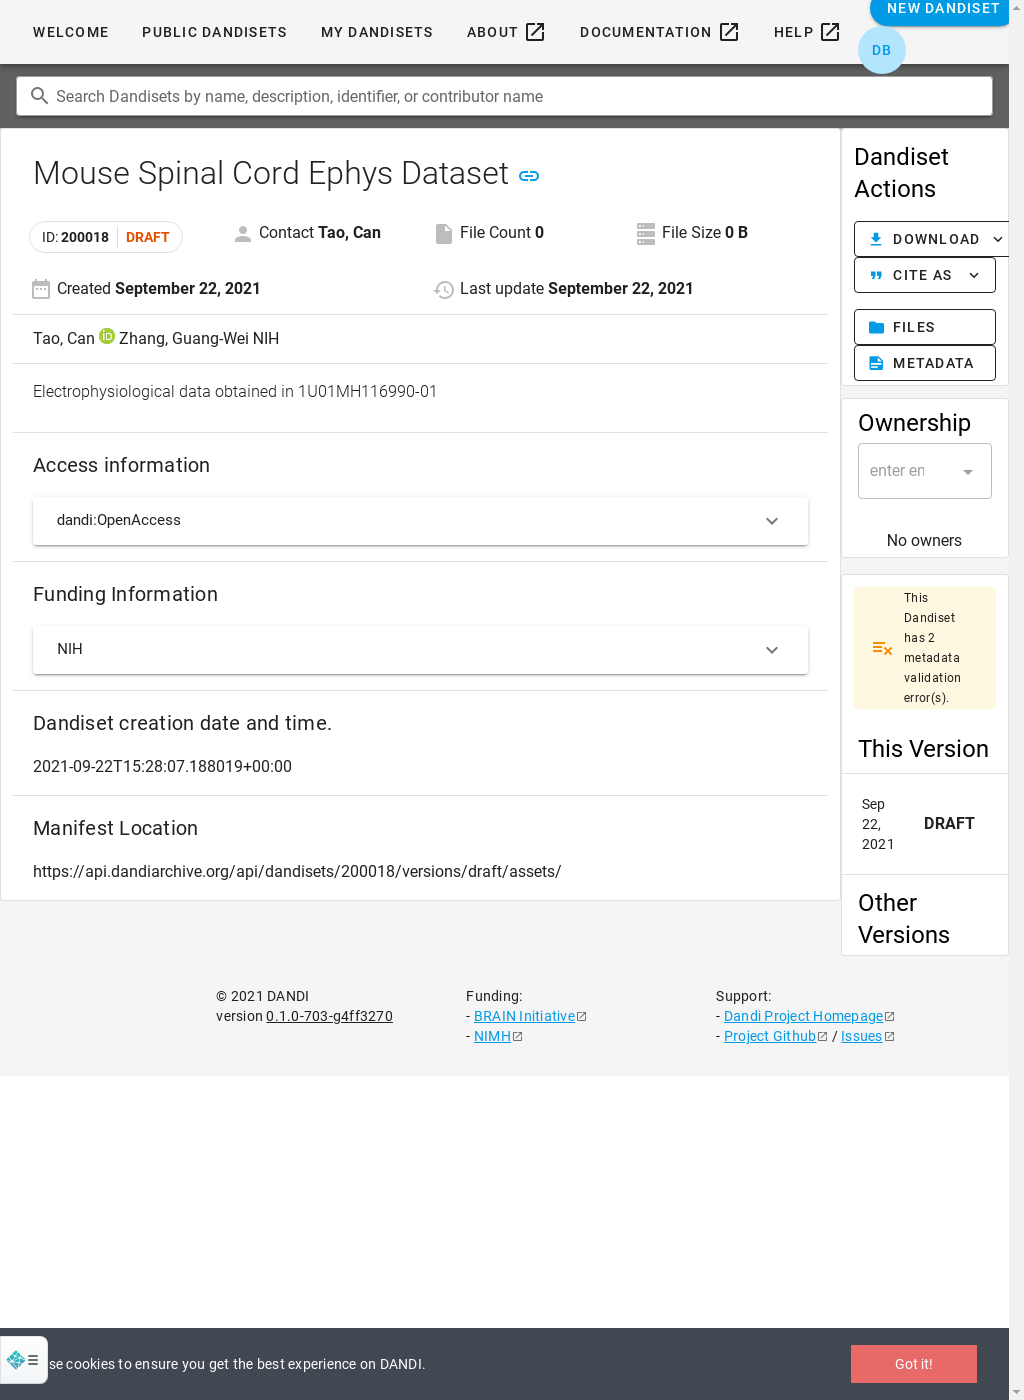 WELCOME PUBLIC DANDISETS MY DANDISETS ABOUT DOCUMENTATION HELP NEW DANDISET
DB
Search Dandisets by name, description, identifier, or contributor name
Mouse Spinal Cord Ephys Dataset
ID: 200018 DRAFT Contact Tao, Can File Count 0 File Size 0 B
Created September 22, 2021 Last update September 22, 2021
Tao, Can iD Zhang, Guang-Wei NIH
Electrophysiological data obtained in 1U01MH116990-01
Access information
dandi:OpenAccess
Funding Information
NIH
Dandiset creation date and time.
2021-09-22T15:28:07.188019+00:00
Manifest Location
https://api.dandiarchive.org/api/dandisets/200018/versions/draft/assets/
Dandiset
Actions
DOWNLOAD
CITE AS
FILES
METADATA
Ownership
enter en
No owners
This
Dandiset
has 2
metadata
validation
error(s).
This Version
Sep
22,
2021
DRAFT
Other
Versions
© 2021 DANDI
version 0.1.0-703-g4ff3270
Funding:
- BRAIN Initiative
- NIMH
Support:
- Dandi Project Homepage
- Project Github / Issues
se cookies to ensure you get the best experience on DANDI.
Got it!